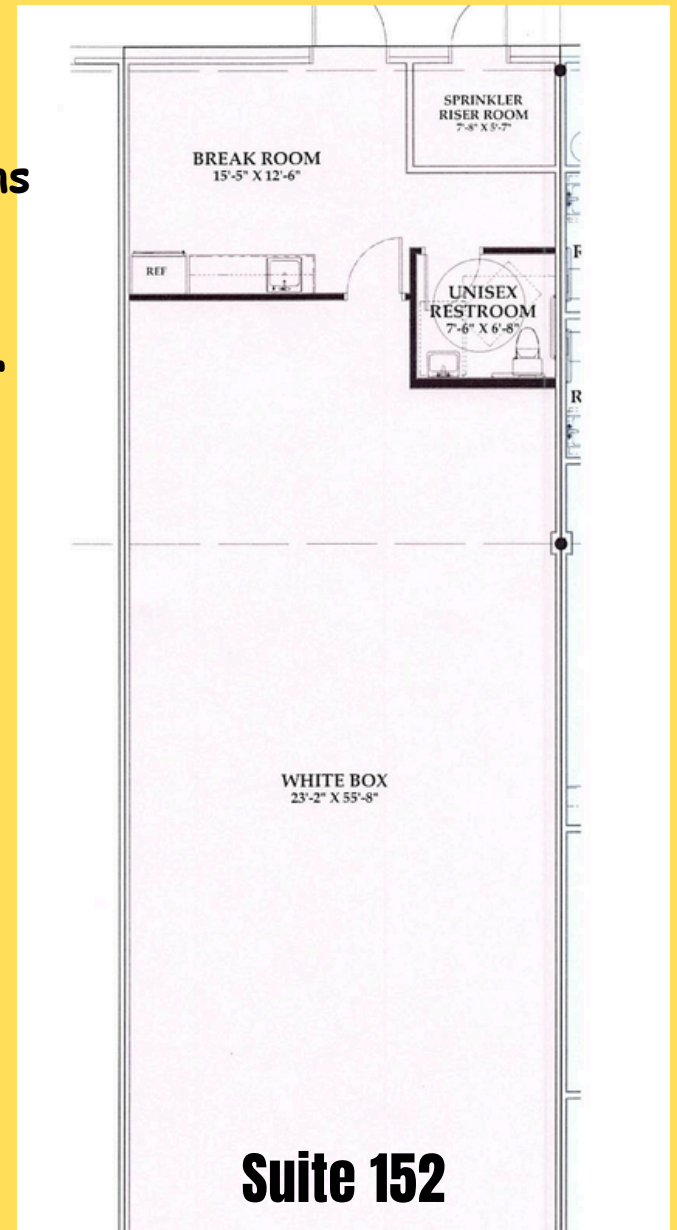 SPRINKLER
RISER ROOM
7'-8" X 5'-7"
BREAK ROOM
15'-5" X 12'-6"
REF
UNISEX
RESTROOM
7'-6" X 6'-8"
WHITE BOX
23'-2" X 55'-8"
Suite 152